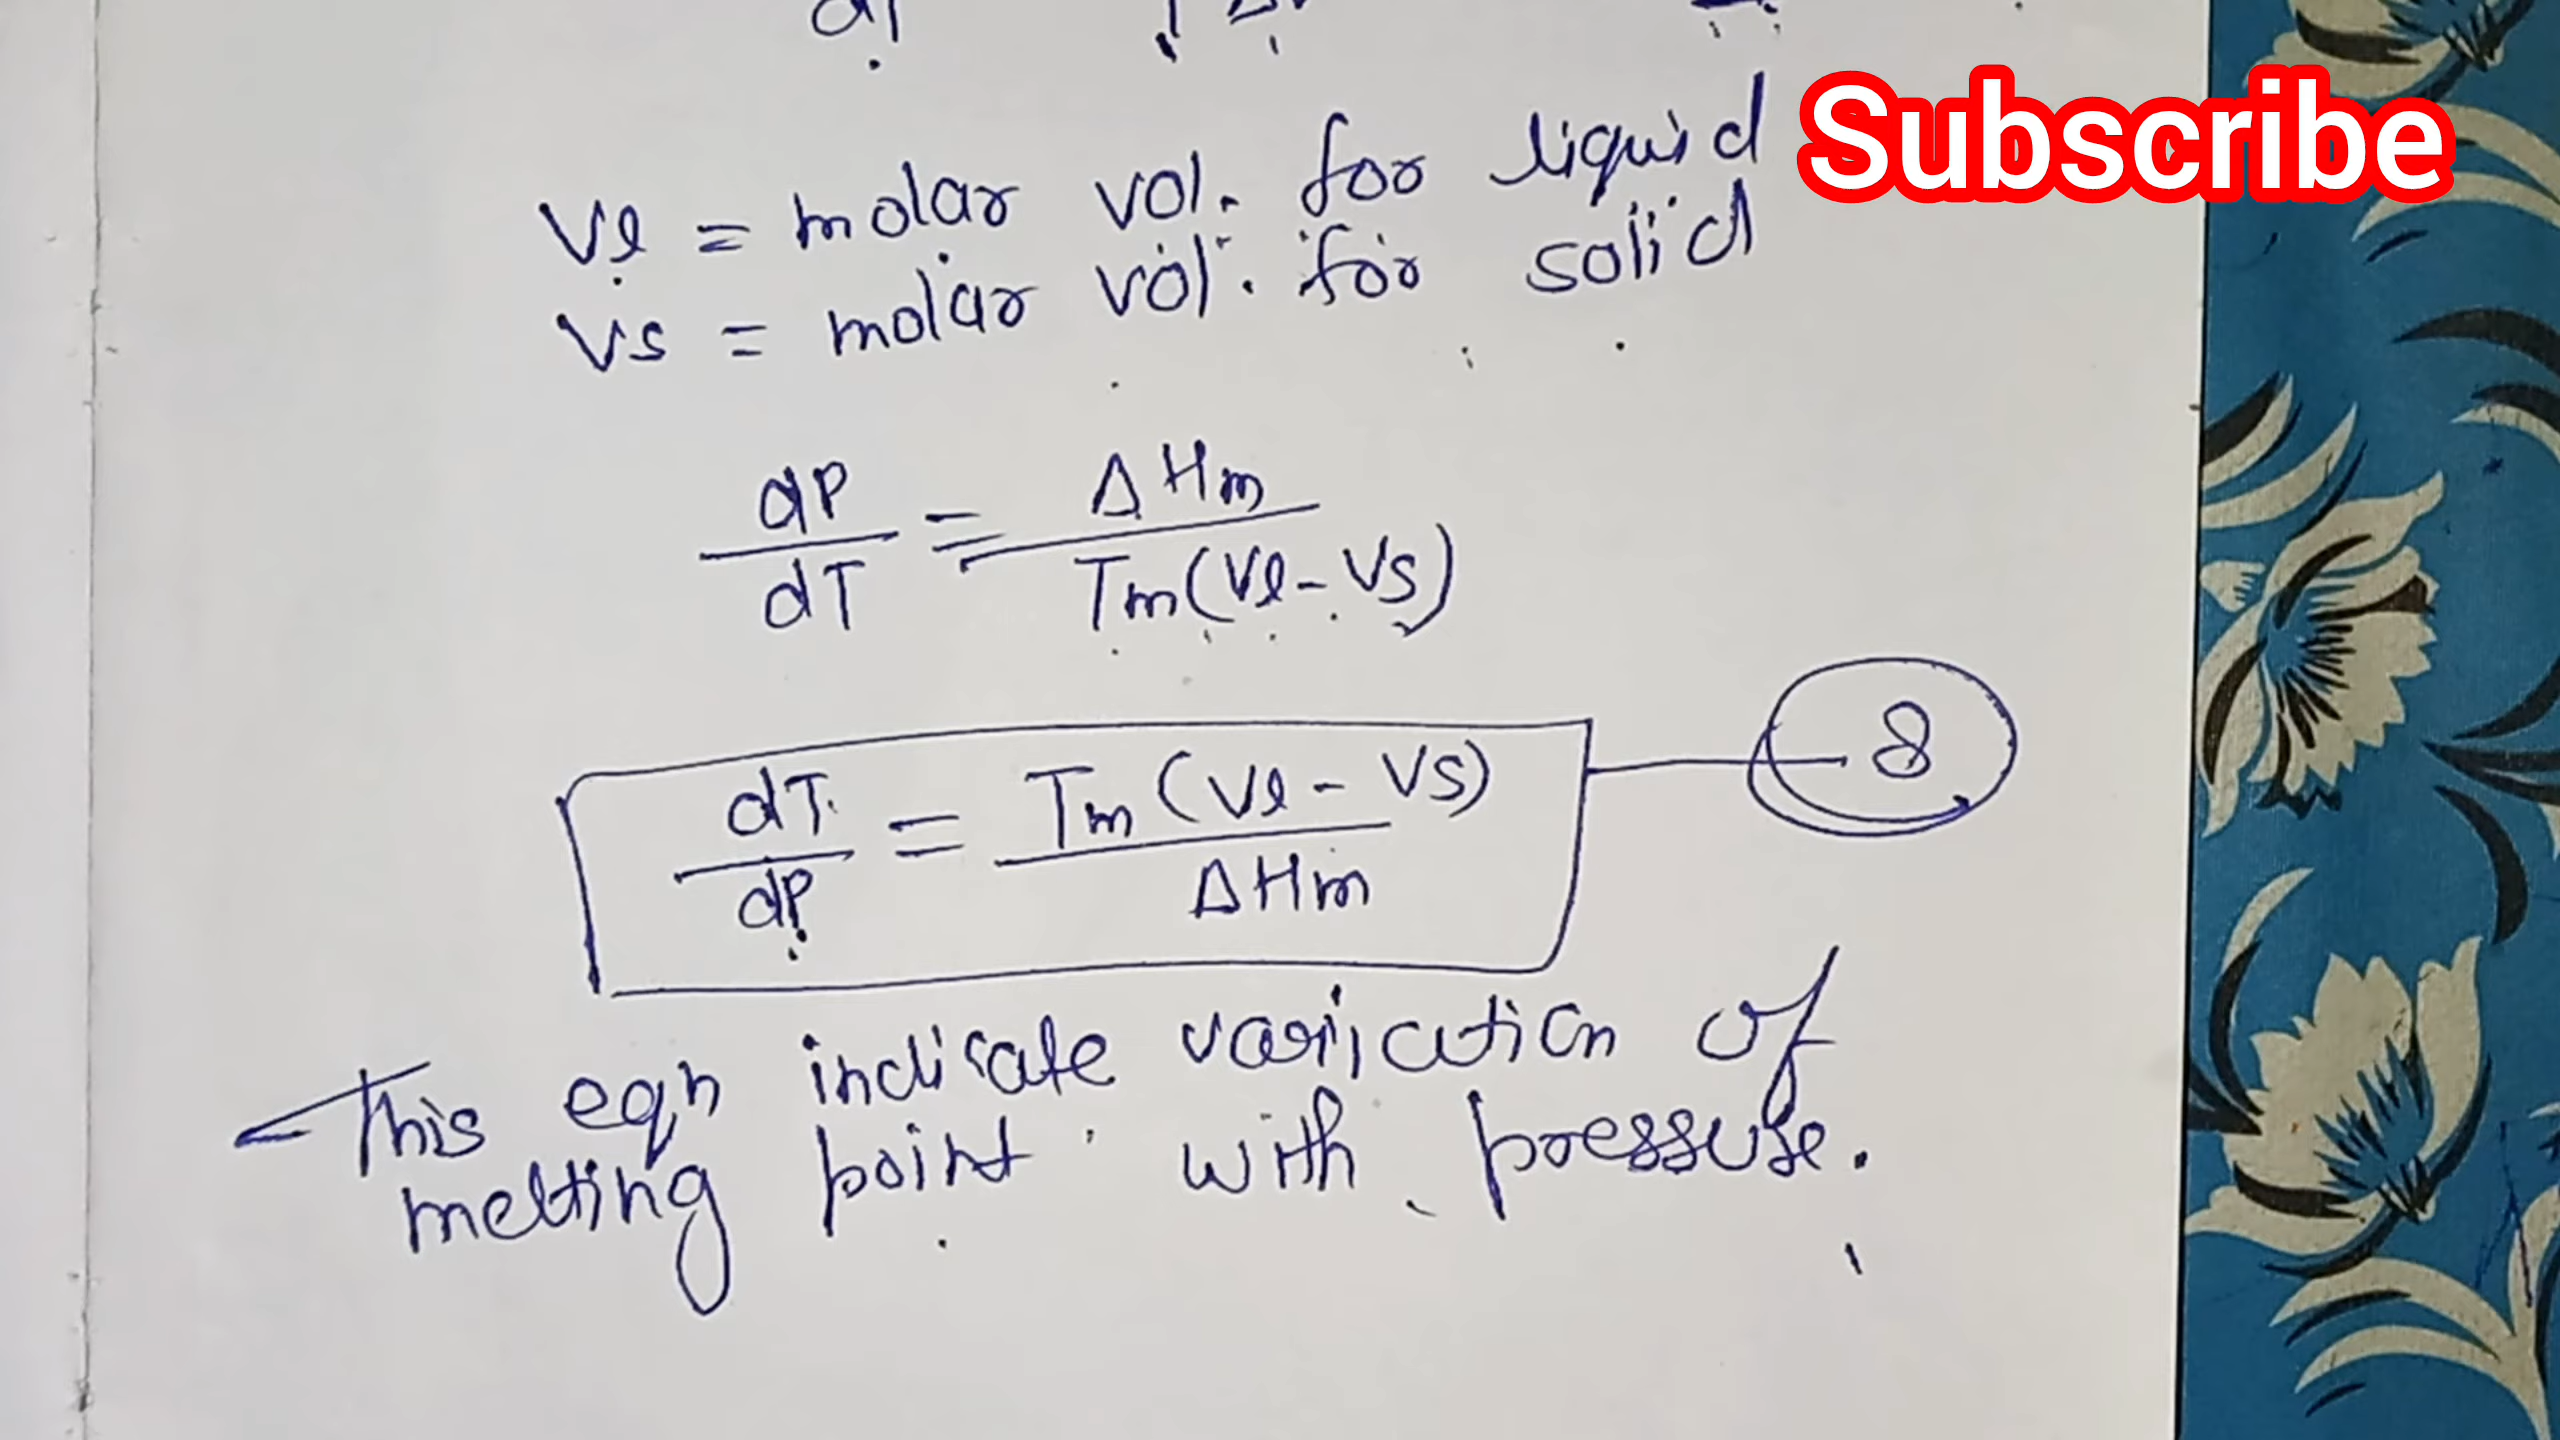 Subscribe
Vl = molar vol. for liquid
Vs = molar vol. for solid
dP/dT = ΔHm / Tm(Vl - Vs)
dT/dP = Tm(Vl - Vs) / ΔHm — 8
- This eqn indicate variation of
melting point with pressure.